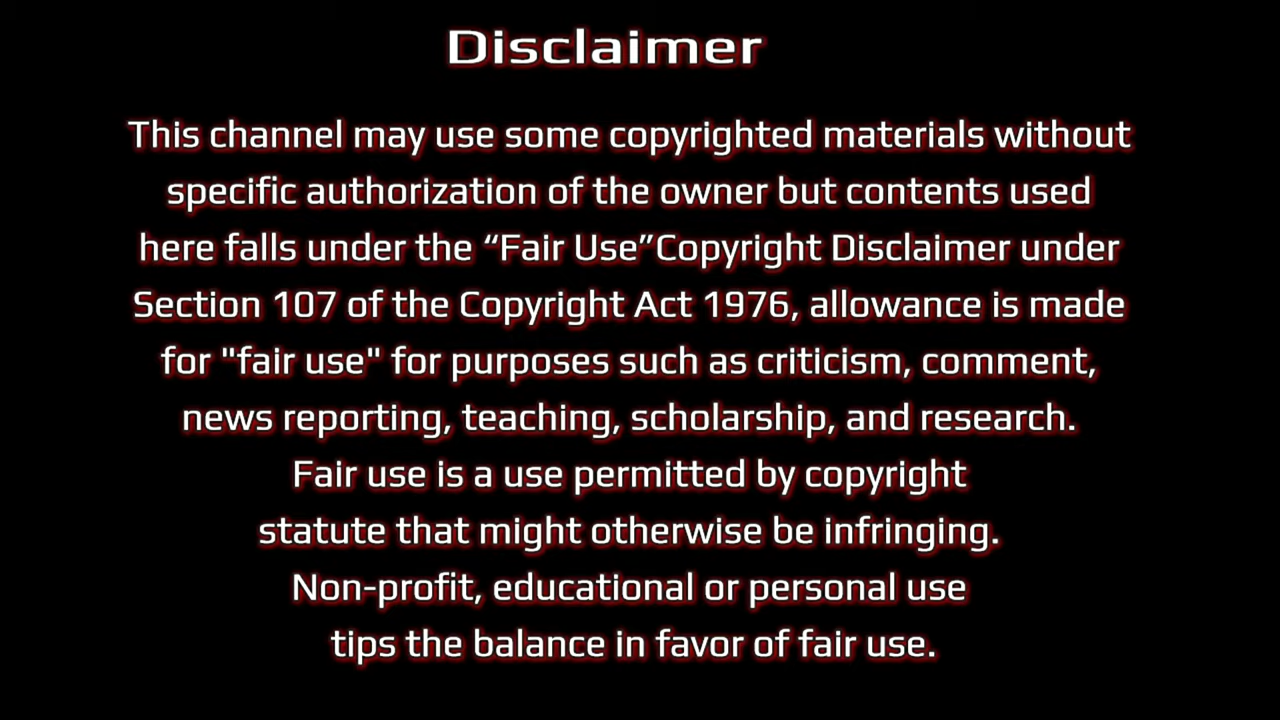 Disclaimer
This channel may use some copyrighted materials without
specific authorization of the owner but contents used
here falls under the “Fair Use”Copyright Disclaimer under
Section 107 of the Copyright Act 1976, allowance is made
for "fair use" for purposes such as criticism, comment,
news reporting, teaching, scholarship, and research.
Fair use is a use permitted by copyright
statute that might otherwise be infringing.
Non-profit, educational or personal use
tips the balance in favor of fair use.